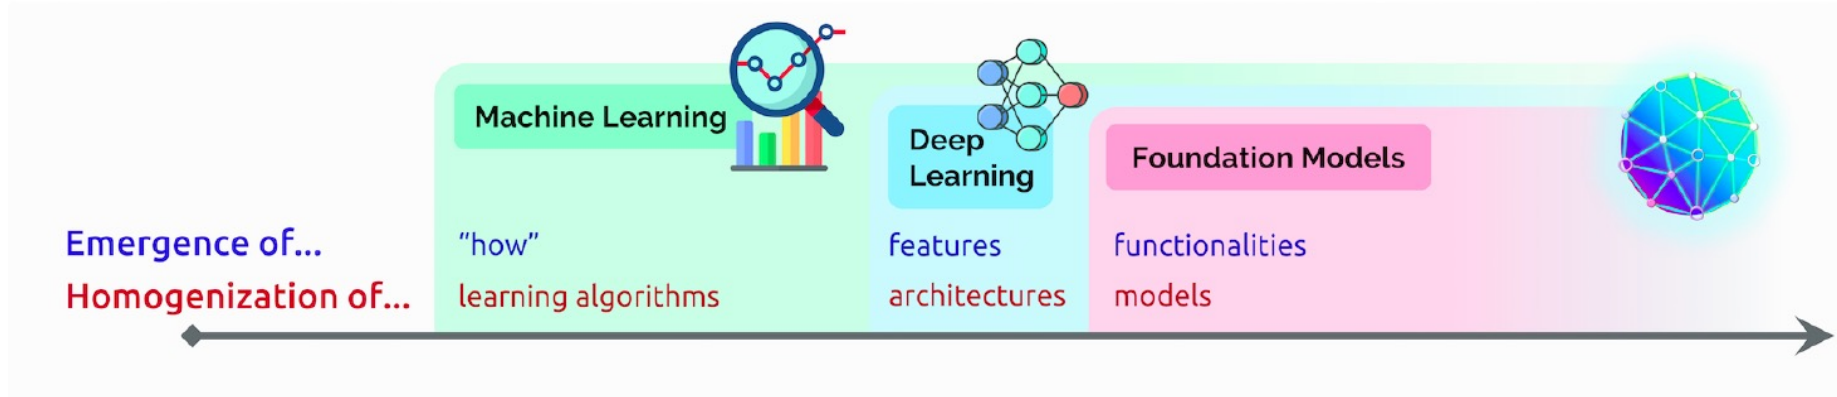 Machine Learning
Deep
Learning
Foundation Models
Emergence of... "how" features functionalities
Homogenization of... learning algorithms architectures models